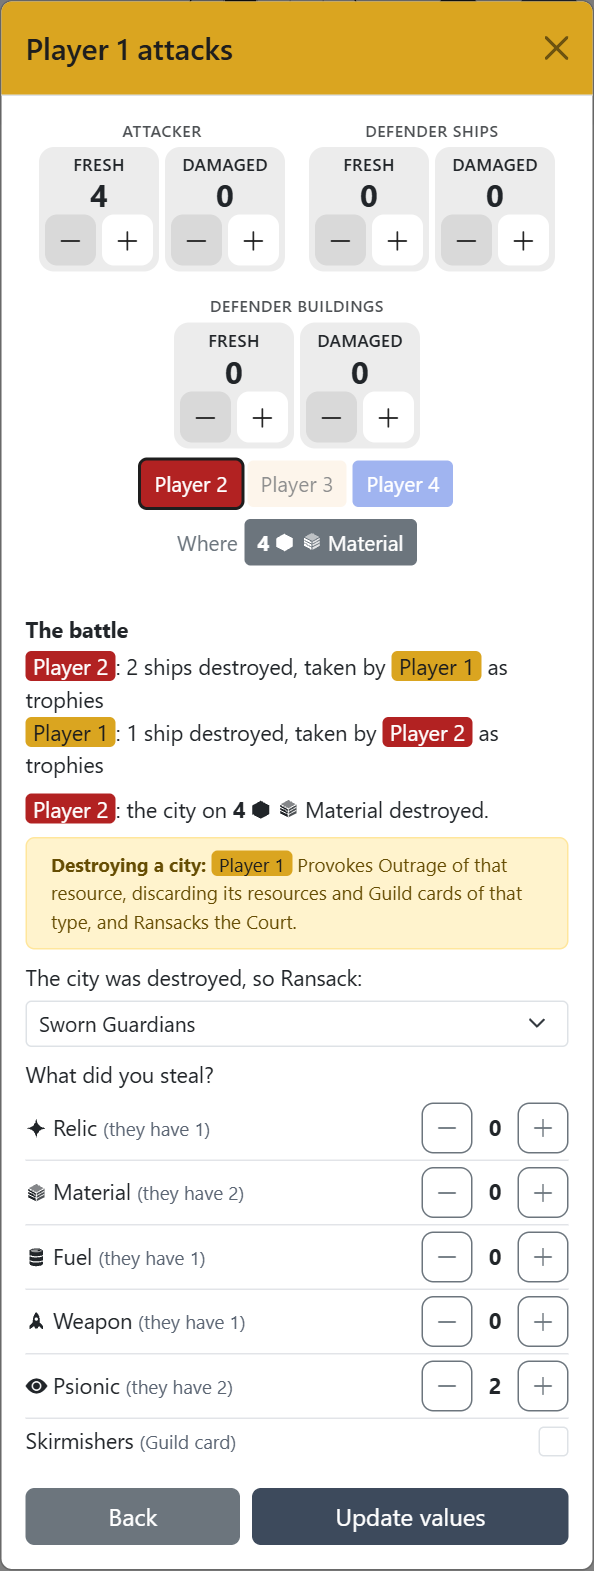 Player 1 attacks
ATTACKER
DEFENDER SHIPS
FRESH
DAMAGED
FRESH
DAMAGED
4
0
0
0
DEFENDER BUILDINGS
FRESH
DAMAGED
0
0
Player 2
Player 3
Player 4
Where 4 Material
The battle
Player 2: 2 ships destroyed, taken by Player 1 as
trophies
Player 1: 1 ship destroyed, taken by Player 2 as
trophies
Player 2: the city on 4 Material destroyed.
Destroying a city: Player 1 Provokes Outrage of that
resource, discarding its resources and Guild cards of that
type, and Ransacks the Court.
The city was destroyed, so Ransack:
Sworn Guardians
What did you steal?
Relic (they have 1) 0
Material (they have 2) 0
Fuel (they have 1) 0
Weapon (they have 1) 0
Psionic (they have 2) 2
Skirmishers (Guild card)
Back
Update values